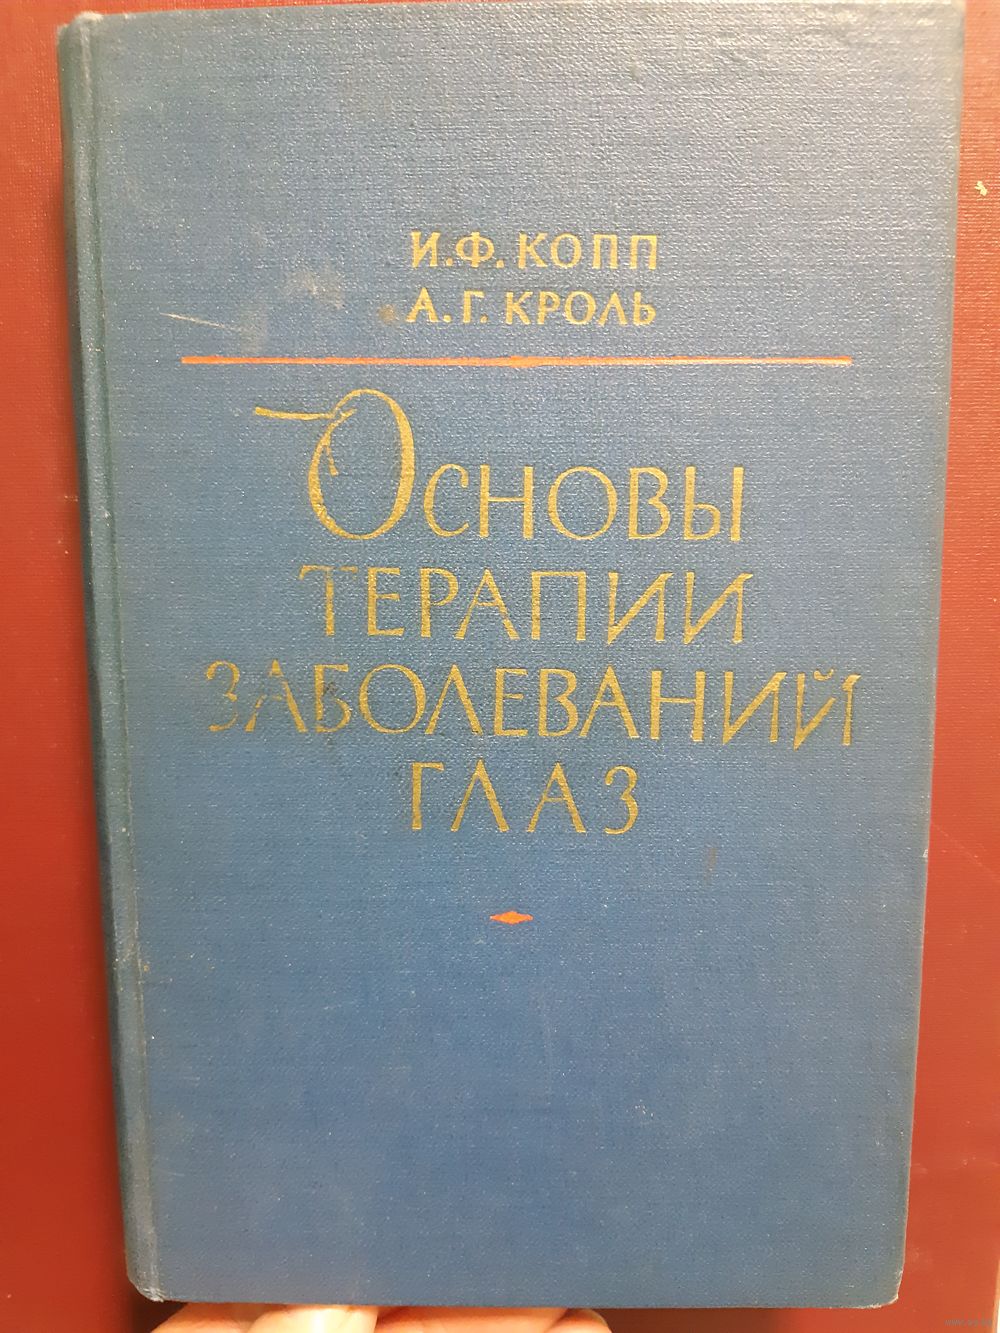 И.Ф. КОПП
А.Г. КРОЛЬ
ОСНОВЫ
ТЕРАПИИ
ЗАБОЛЕВАНИЙ
ГЛАЗ